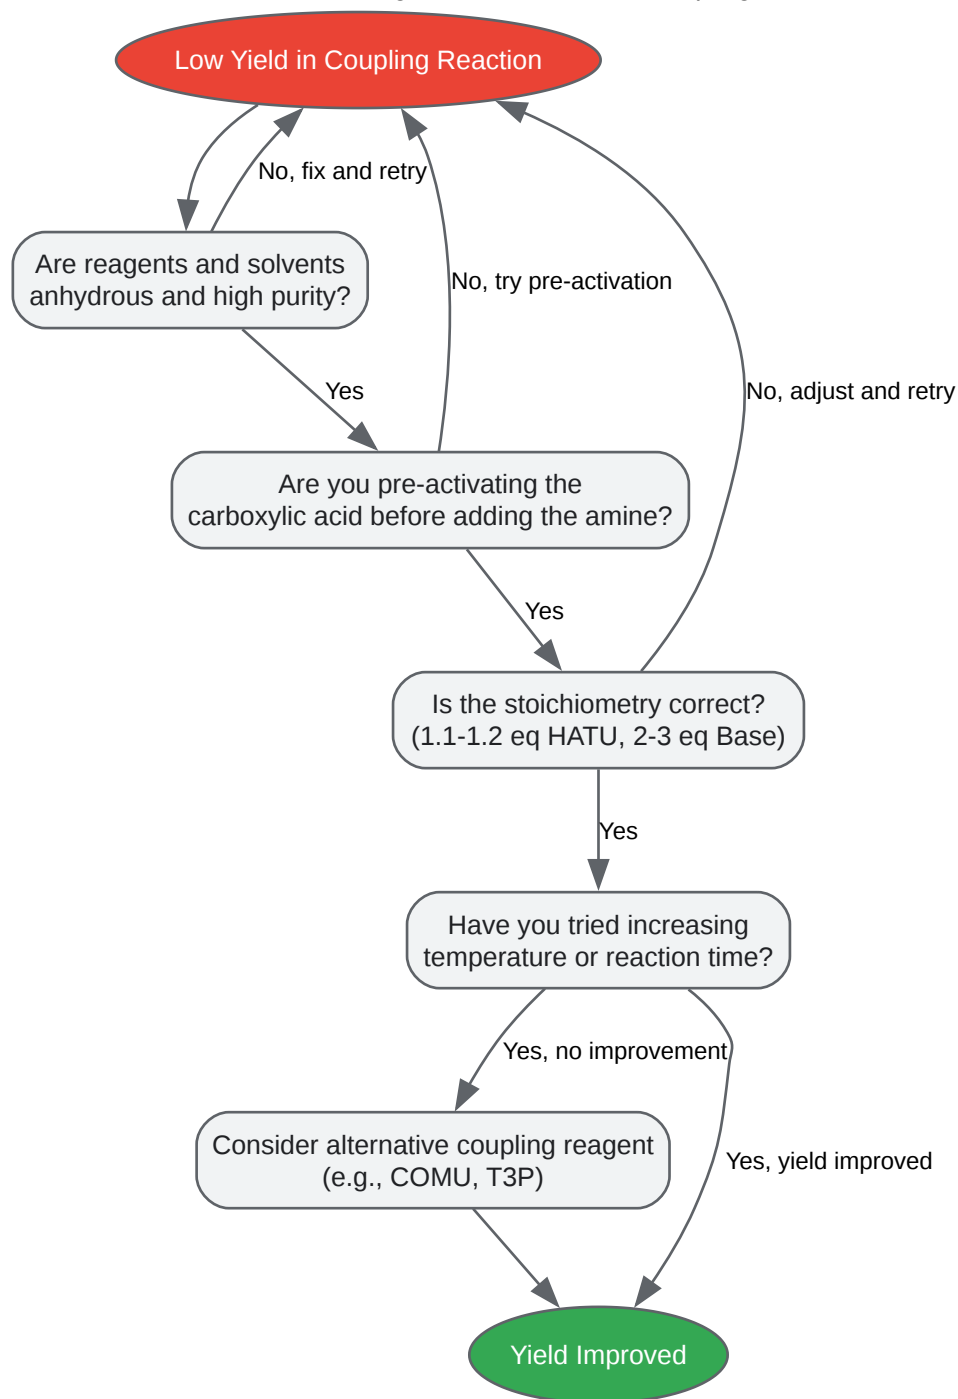 Low Yield in Coupling Reaction
No, fix and retry
Are reagents and solvents
anhydrous and high purity?
No, try pre-activation
Yes
No, adjust and retry
Are you pre-activating the
carboxylic acid before adding the amine?
Yes
Is the stoichiometry correct?
(1.1-1.2 eq HATU, 2-3 eq Base)
Yes
Have you tried increasing
temperature or reaction time?
Yes, no improvement
Consider alternative coupling reagent
(e.g., COMU, T3P)
Yes, yield improved
Yield Improved